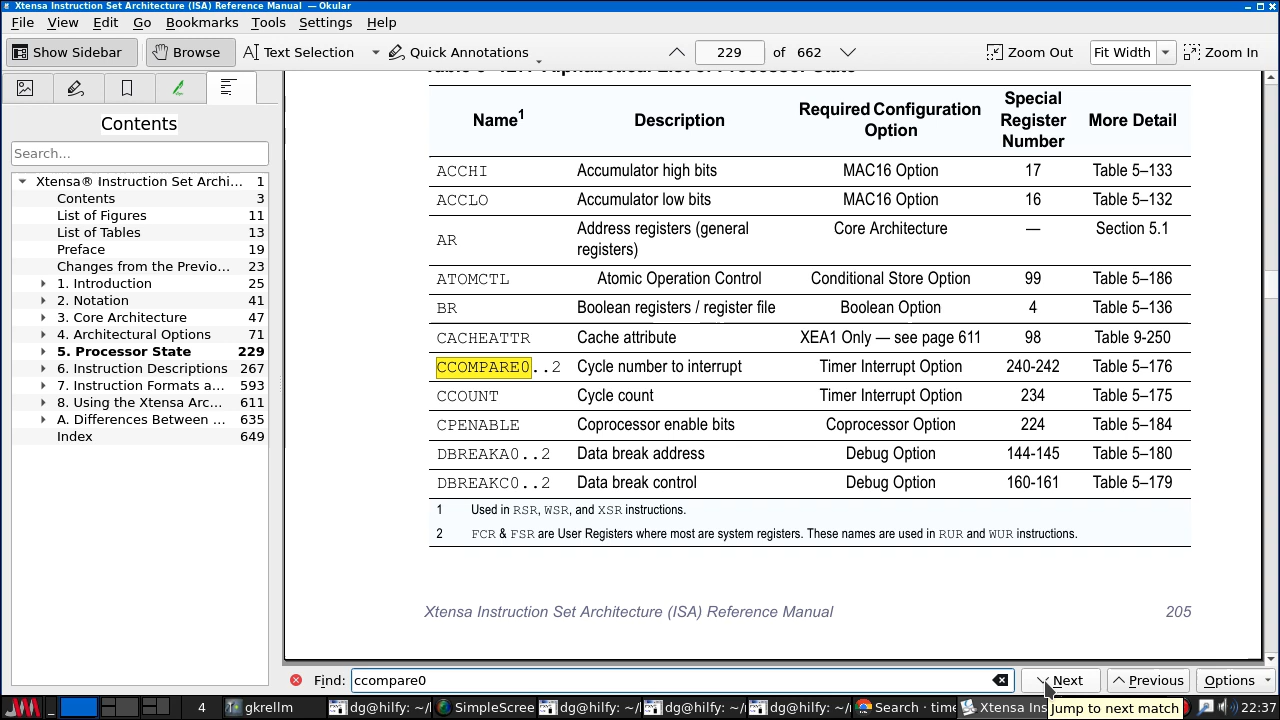 Xtensa Instruction Set Architecture (ISA) Reference Manual — Okular
File View Edit Go Bookmarks Tools Settings Help
Show Sidebar Browse Text Selection Quick Annotations 229 of 662 Zoom Out Fit Width Zoom In
Contents
Search...
Xtensa® Instruction Set Archi... 1
Contents 3
List of Figures 11
List of Tables 13
Preface 19
Changes from the Previo... 23
1. Introduction 25
2. Notation 41
3. Core Architecture 47
4. Architectural Options 71
5. Processor State 229
6. Instruction Descriptions 267
7. Instruction Formats a... 593
8. Using the Xtensa Arc... 611
A. Differences Between ... 635
Index 649
Name1 Description Required Configuration Option Special Register Number More Detail
ACCHI Accumulator high bits MAC16 Option 17 Table 5–133
ACCLO Accumulator low bits MAC16 Option 16 Table 5–132
AR Address registers (general registers) Core Architecture — Section 5.1
ATOMCTL Atomic Operation Control Conditional Store Option 99 Table 5–186
BR Boolean registers / register file Boolean Option 4 Table 5–136
CACHEATTR Cache attribute XEA1 Only — see page 611 98 Table 9-250
CCOMPARE0..2 Cycle number to interrupt Timer Interrupt Option 240-242 Table 5–176
CCOUNT Cycle count Timer Interrupt Option 234 Table 5–175
CPENABLE Coprocessor enable bits Coprocessor Option 224 Table 5–184
DBREAKA0..2 Data break address Debug Option 144-145 Table 5–180
DBREAKC0..2 Data break control Debug Option 160-161 Table 5–179
1 Used in RSR, WSR, and XSR instructions.
2 FCR & FSR are User Registers where most are system registers. These names are used in RUR and WUR instructions.
Xtensa Instruction Set Architecture (ISA) Reference Manual 205
Find: ccompare0 Next Previous Options
4 gkrellm dg@hilfy: ~/ SimpleScree dg@hilfy: ~/ dg@hilfy: ~/ dg@hilfy: ~/ Search · time Xtensa Ins 22:37
Jump to next match